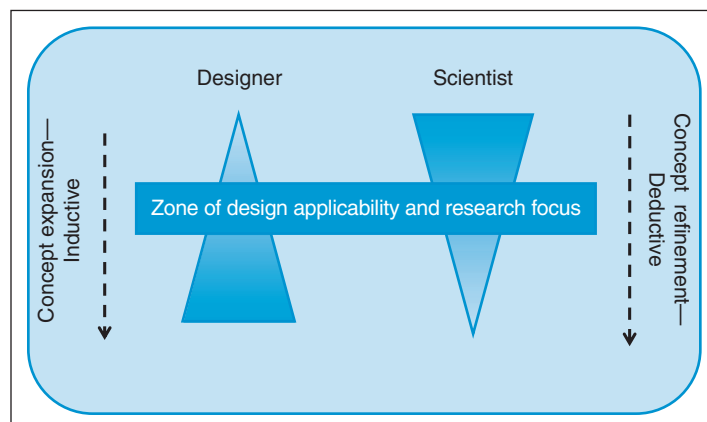 Designer
Scientist
Concept expansion—
Inductive
Zone of design applicability and research focus
Concept refinement—
Deductive